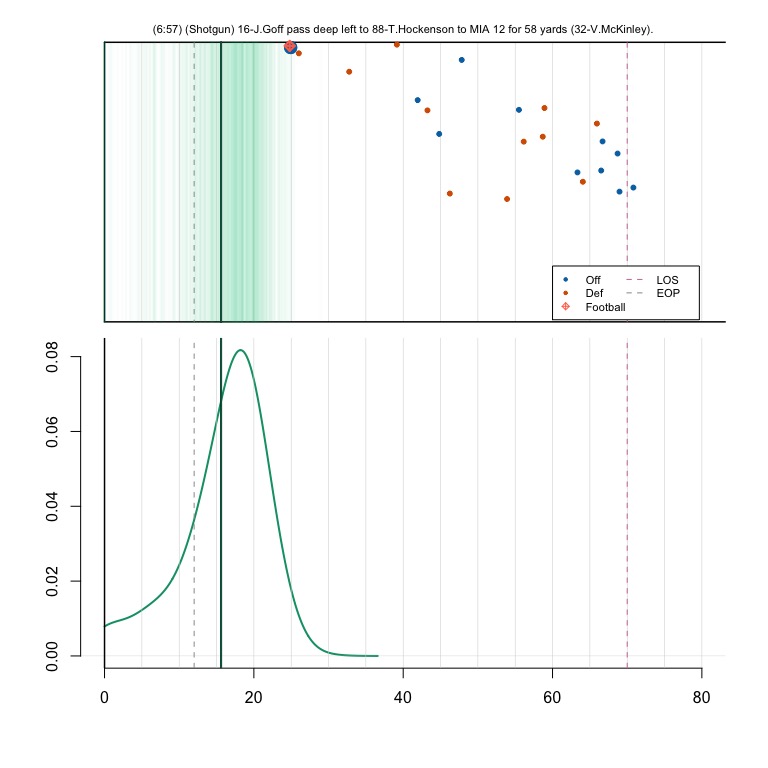 (6:57) (Shotgun) 16-J.Goff pass deep left to 88-T.Hockenson to MIA 12 for 58 yards (32-V.McKinley).
Off LOS
Def EOP
Football
0.08
0.06
0.04
0.02
0.00
0 20 40 60 80